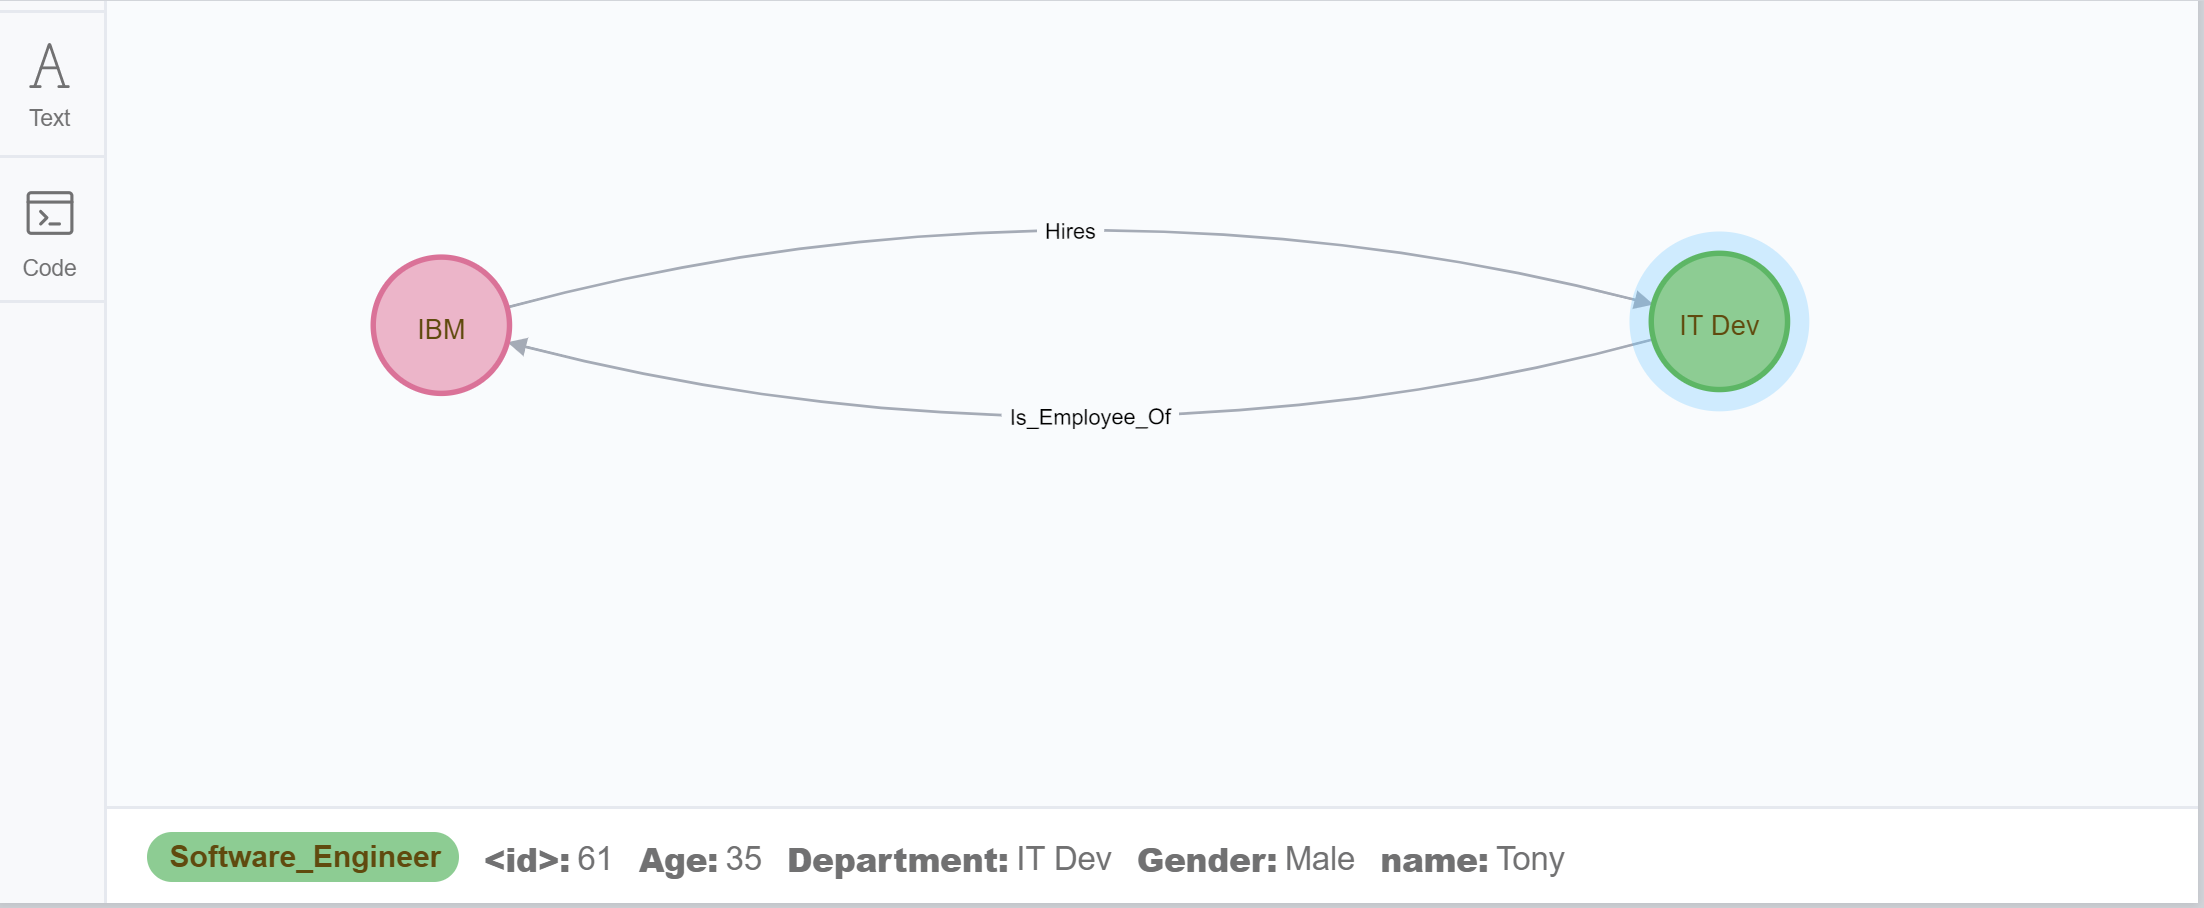 Text
Code
Hires
IBM
IT Dev
Is_Employee_Of
Software_Engineer <id>: 61 Age: 35 Department: IT Dev Gender: Male name: Tony